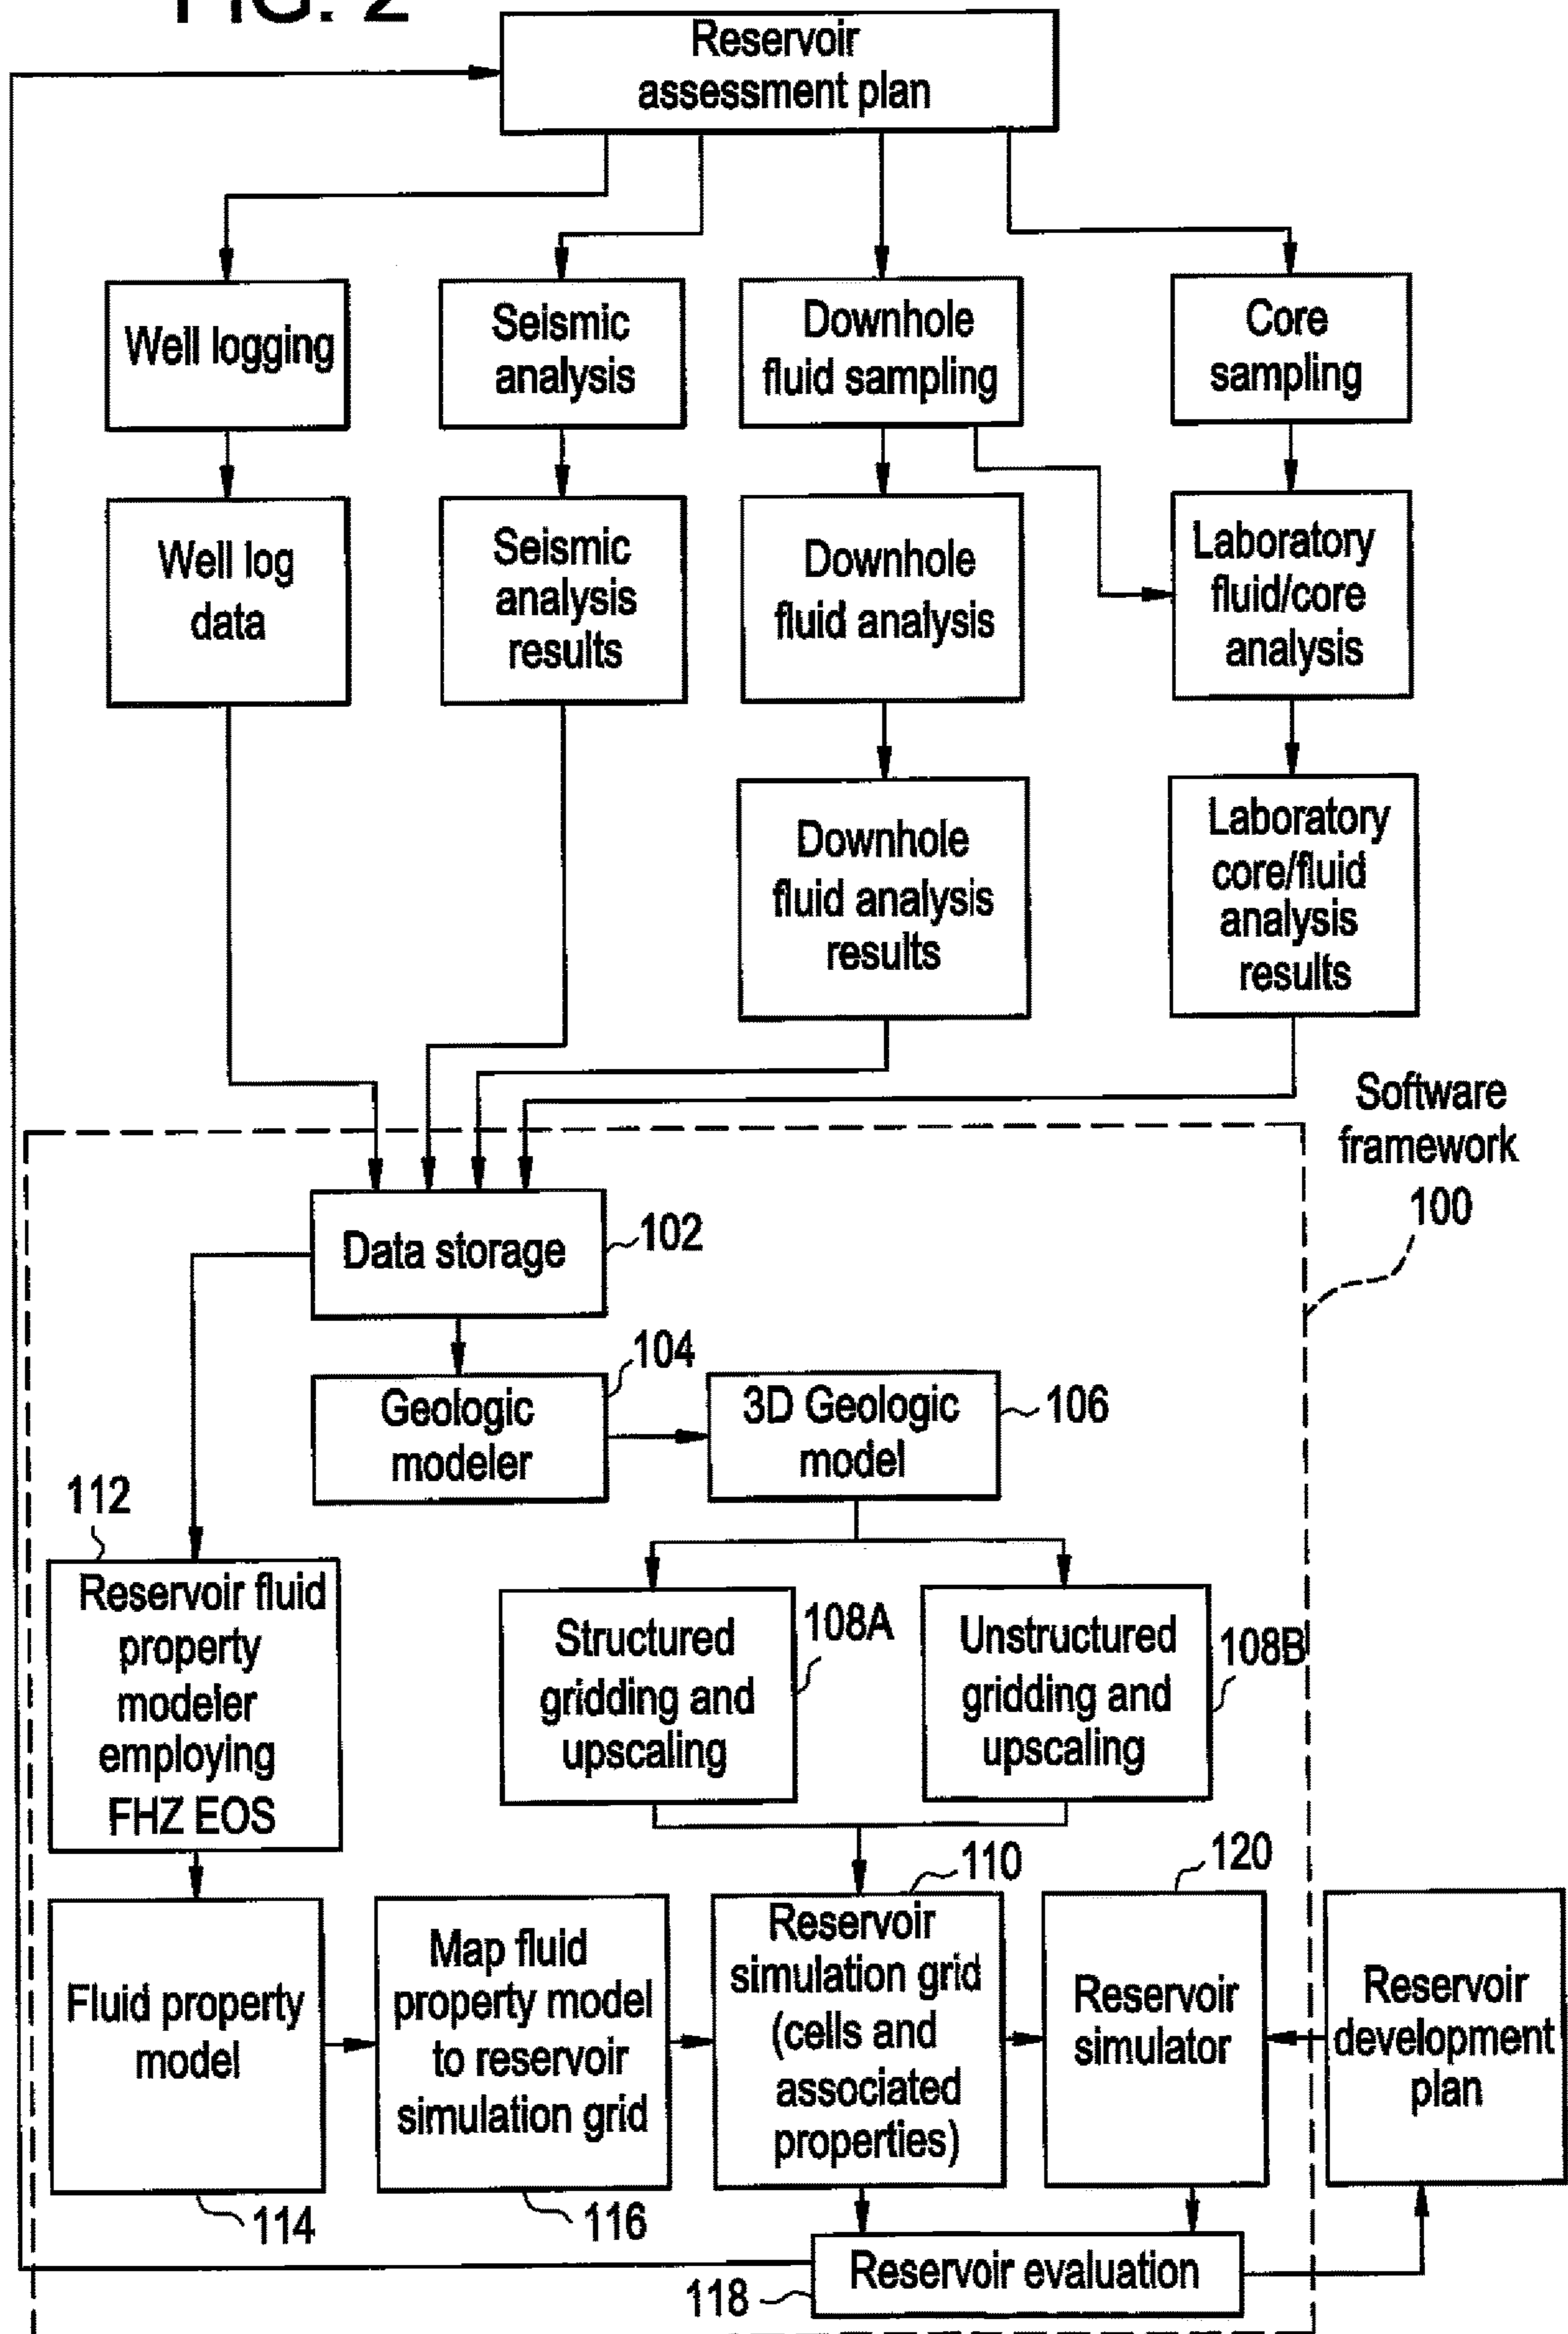 FIG. 2
Reservoir
assessment plan
Well logging
Seismic
analysis
Downhole
fluid sampling
Core
sampling
Well log
data
Seismic
analysis
results
Downhole
fluid analysis
Laboratory
fluid/core
analysis
Downhole
fluid analysis
results
Laboratory
core/fluid
analysis
results
Software
framework
100
Data storage
102
Geologic
modeler
104
3D Geologic
model
106
112
Reservoir fluid
property
modeler
employing
FHZ EOS
Structured
gridding and
upscaling
108A
Unstructured
gridding and
upscaling
108B
Fluid property
model
114
Map fluid
property model
to reservoir
simulation grid
116
110
Reservoir
simulation grid
(cells and
associated
properties)
120
Reservoir
simulator
Reservoir
development
plan
Reservoir evaluation
118